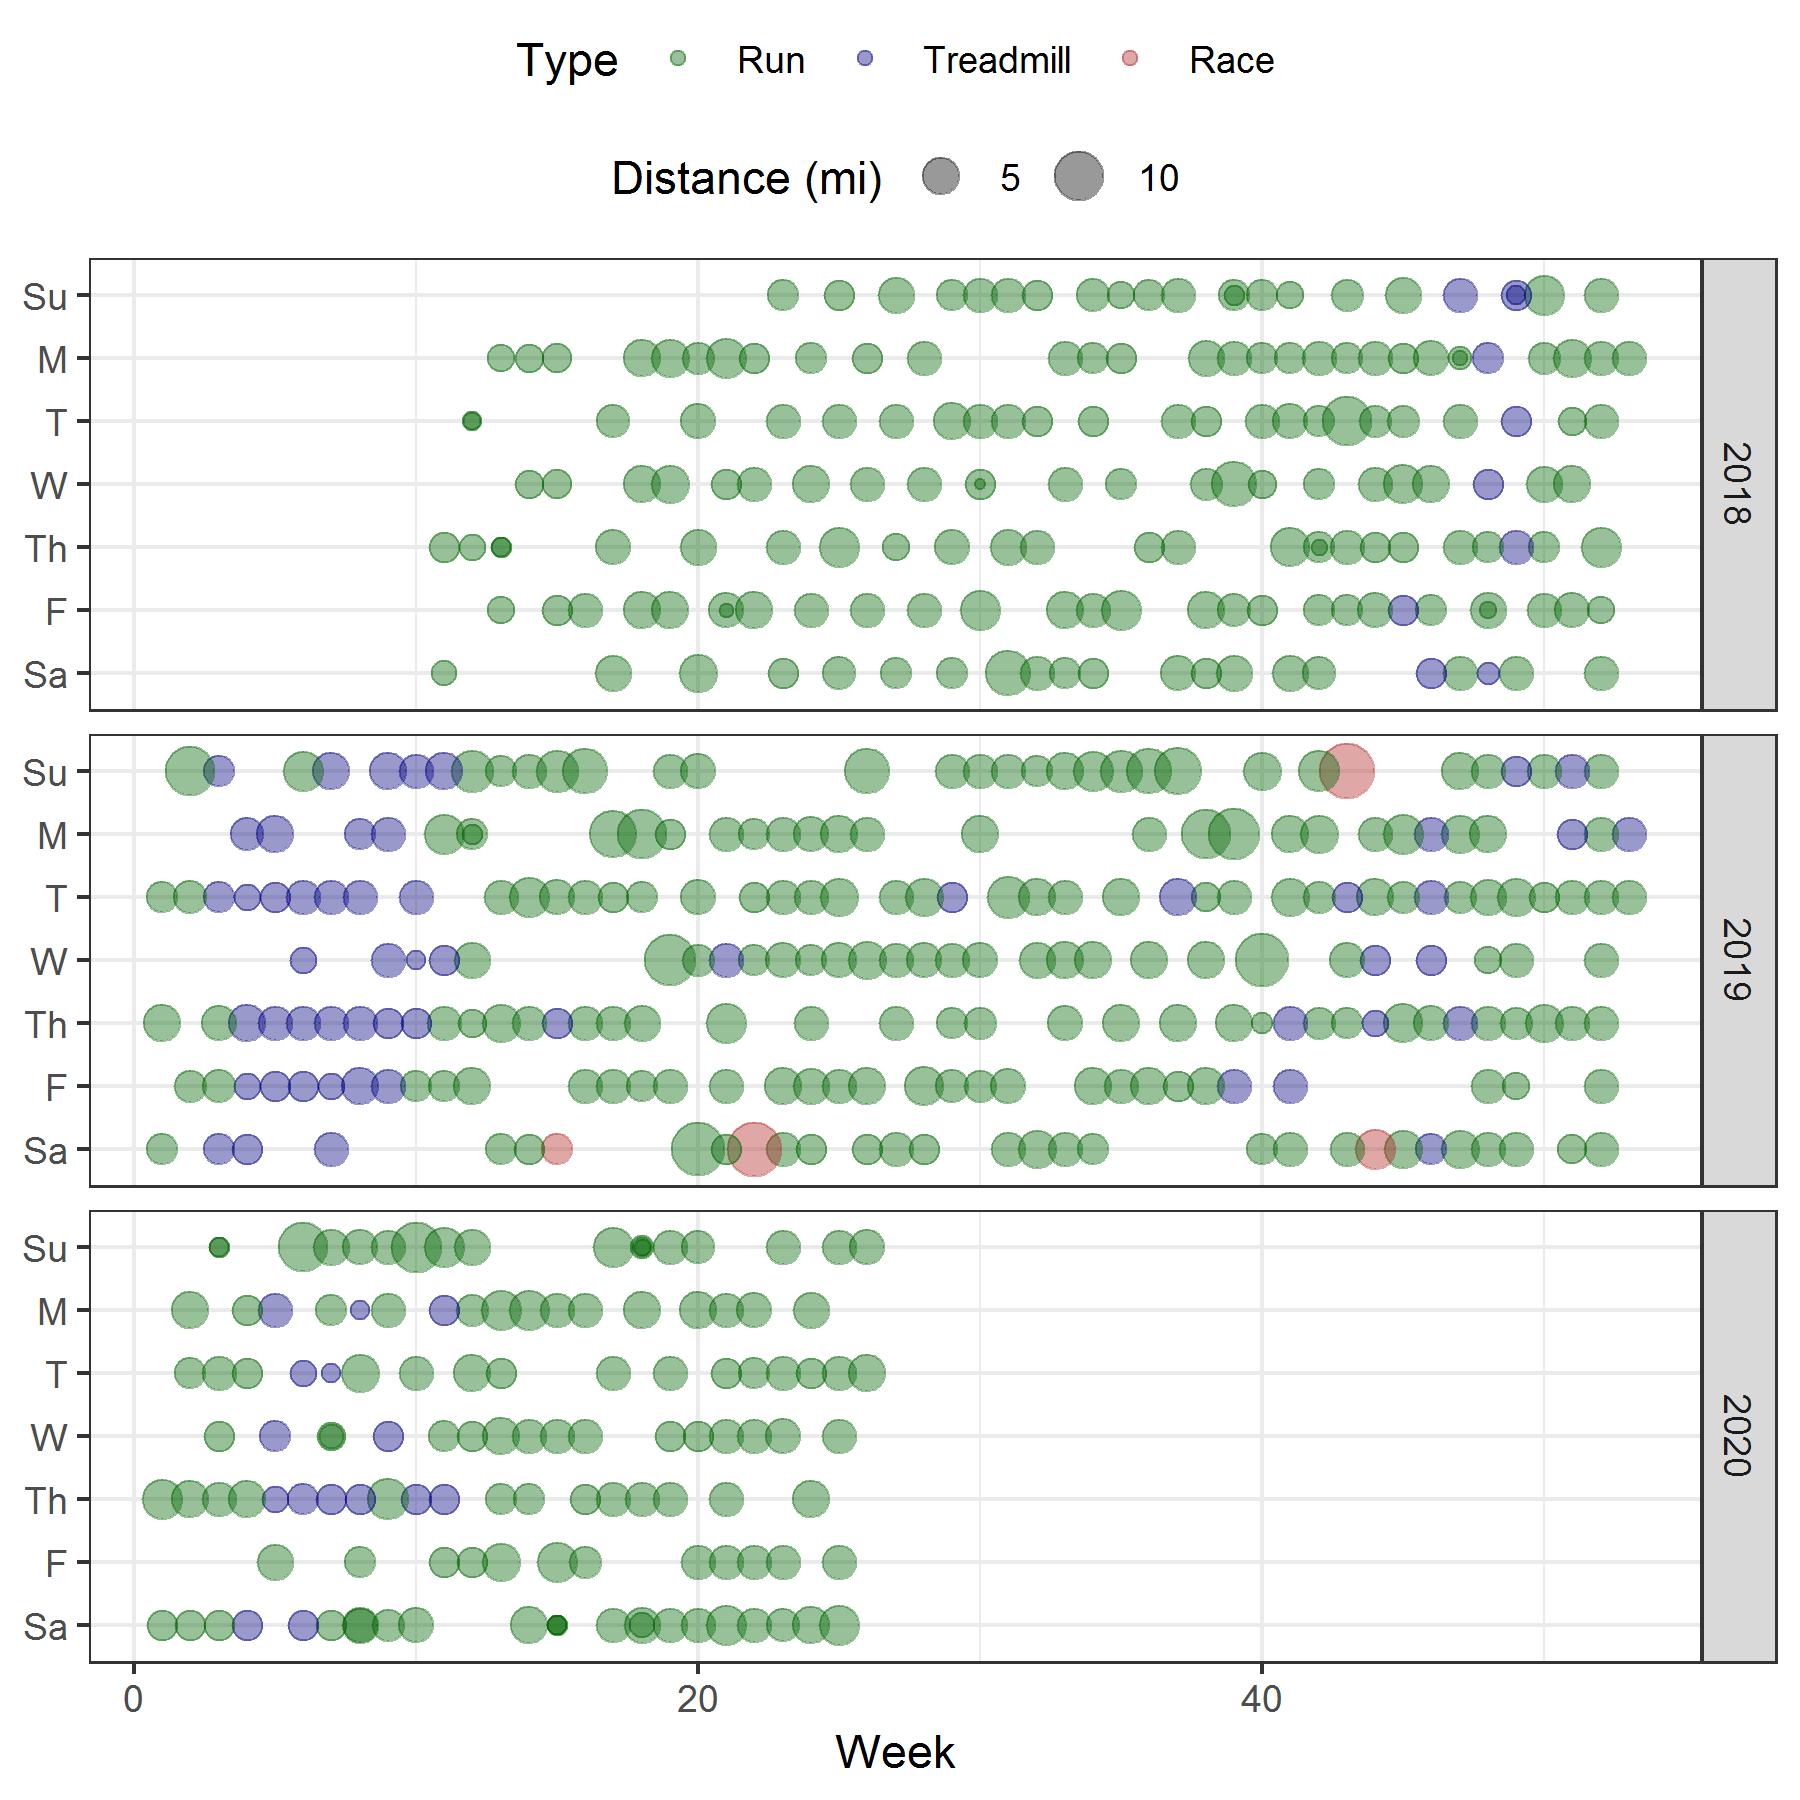 Type Run Treadmill Race
Distance (mi) 5 10
Su
M
T
W
Th
F
Sa
2018
Su
M
T
W
Th
F
Sa
2019
Su
M
T
W
Th
F
Sa
2020
0 20 40
Week